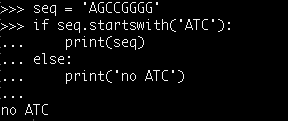 >>> seq = 'AGCCGGGG'
>>> if seq.startswith('ATC'):
...     print(seq)
... else:
...     print('no ATC')
...
no ATC